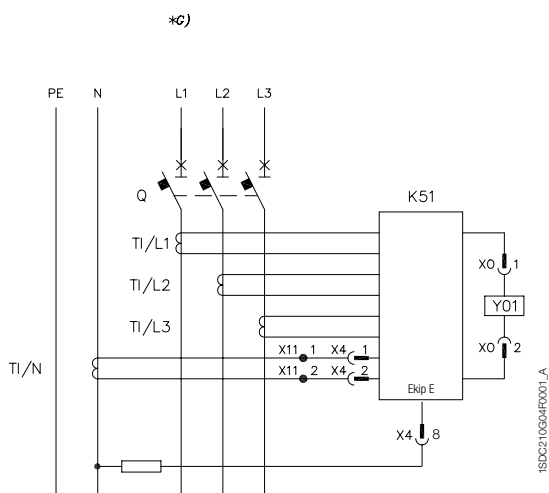 *G)
PE N L1 L2 L3
Q
K51
TI/L1
X0 1
TI/L2
Y01
TI/L3
X11 1 X4 1
X0 2
TI/N
X11 2 X4 2
Ekip E
X4 8
1SDC210G04F0001_A